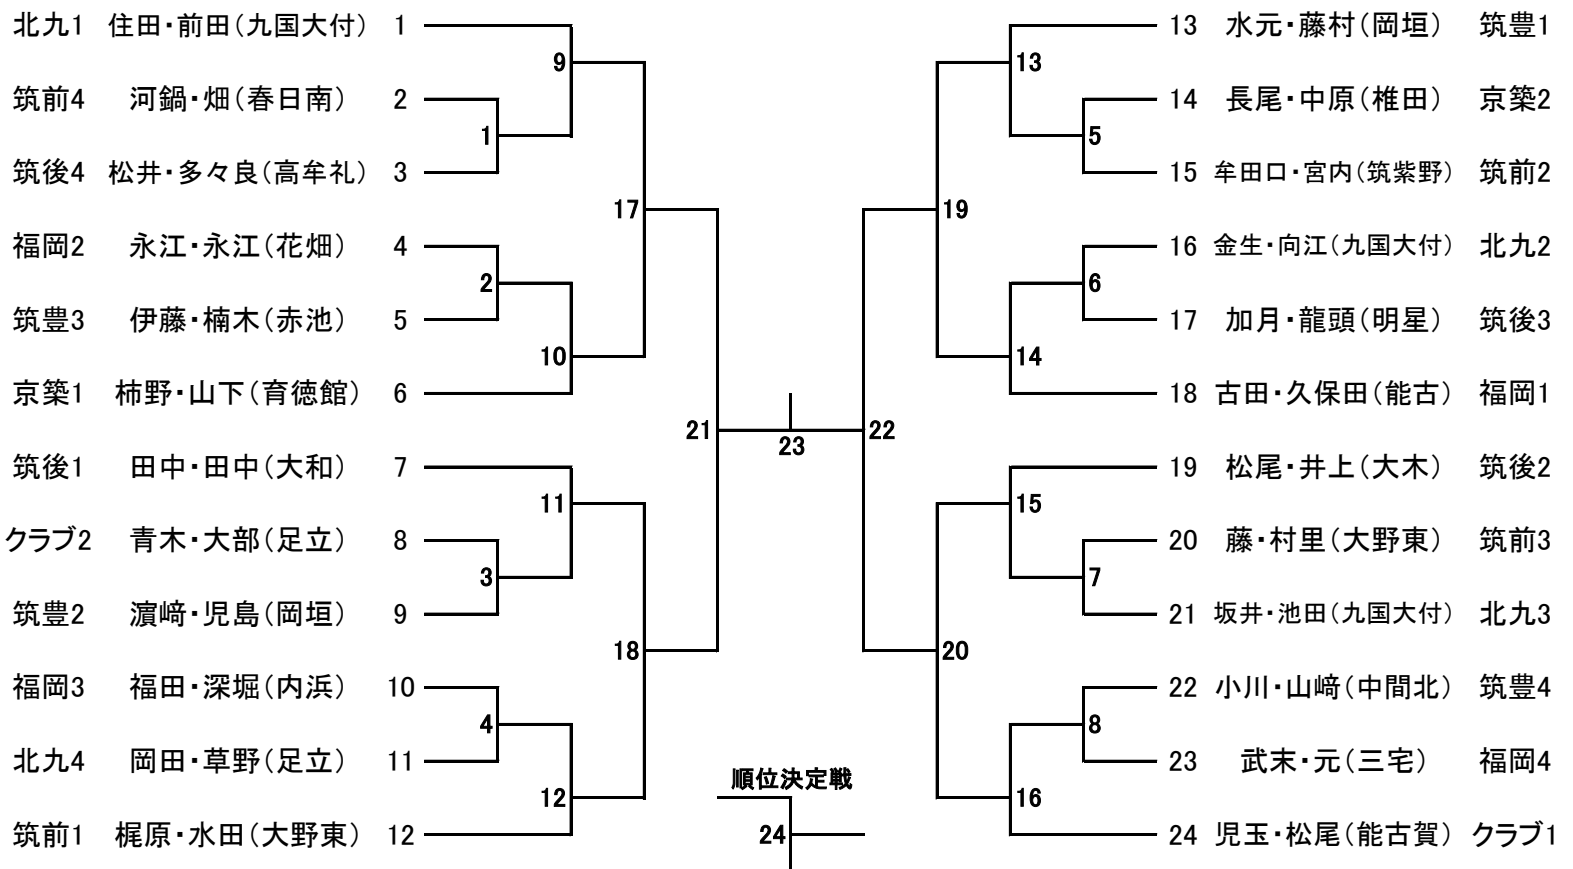 北九1 住田・前田(九国大付) 1
筑前4 河鍋・畑(春日南) 2
筑後4 松井・多々良(高牟礼) 3
福岡2 永江・永江(花畑) 4
筑豊3 伊藤・楠木(赤池) 5
京築1 柿野・山下(育徳館) 6
筑後1 田中・田中(大和) 7
クラブ2 青木・大部(足立) 8
筑豊2 濵﨑・児島(岡垣) 9
福岡3 福田・深堀(内浜) 10
北九4 岡田・草野(足立) 11
筑前1 梶原・水田(大野東) 12
9
1
17
2
10
21
11
3
18
4
12
23
順位決定戦
24
13
5
19
6
14
22
15
7
20
8
16
13 水元・藤村(岡垣) 筑豊1
14 長尾・中原(椎田) 京築2
15 牟田口・宮内(筑紫野) 筑前2
16 金生・向江(九国大付) 北九2
17 加月・龍頭(明星) 筑後3
18 古田・久保田(能古) 福岡1
19 松尾・井上(大木) 筑後2
20 藤・村里(大野東) 筑前3
21 坂井・池田(九国大付) 北九3
22 小川・山﨑(中間北) 筑豊4
23 武末・元(三宅) 福岡4
24 児玉・松尾(能古賀) クラブ1